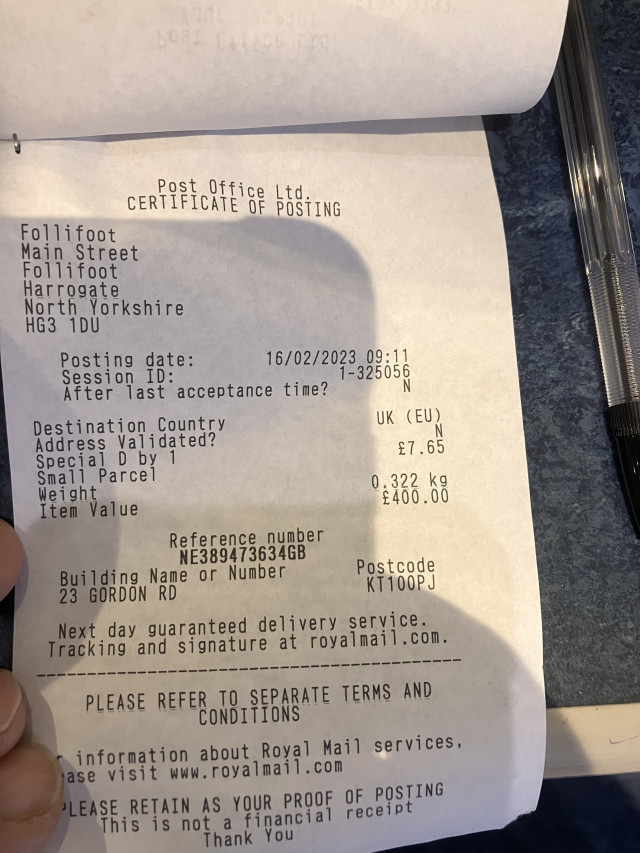 Post Office Ltd.
CERTIFICATE OF POSTING
Follifoot
Main Street
Follifoot
Harrogate
North Yorkshire
HG3 1DU
Posting date: 16/02/2023 09:11
Session ID: 1-325056
After last acceptance time? N
Destination Country UK (EU)
Address Validated? N
Special D by 1 £7.65
Small Parcel
Weight 0.322 kg
Item Value £400.00
Reference number
NE389473634GB
Building Name or Number Postcode
23 GORDON RD KT100PJ
Next day guaranteed delivery service.
Tracking and signature at royalmail.com.
PLEASE REFER TO SEPARATE TERMS AND
CONDITIONS
information about Royal Mail services,
ase visit www.royalmail.com
PLEASE RETAIN AS YOUR PROOF OF POSTING
This is not a financial receipt
Thank You